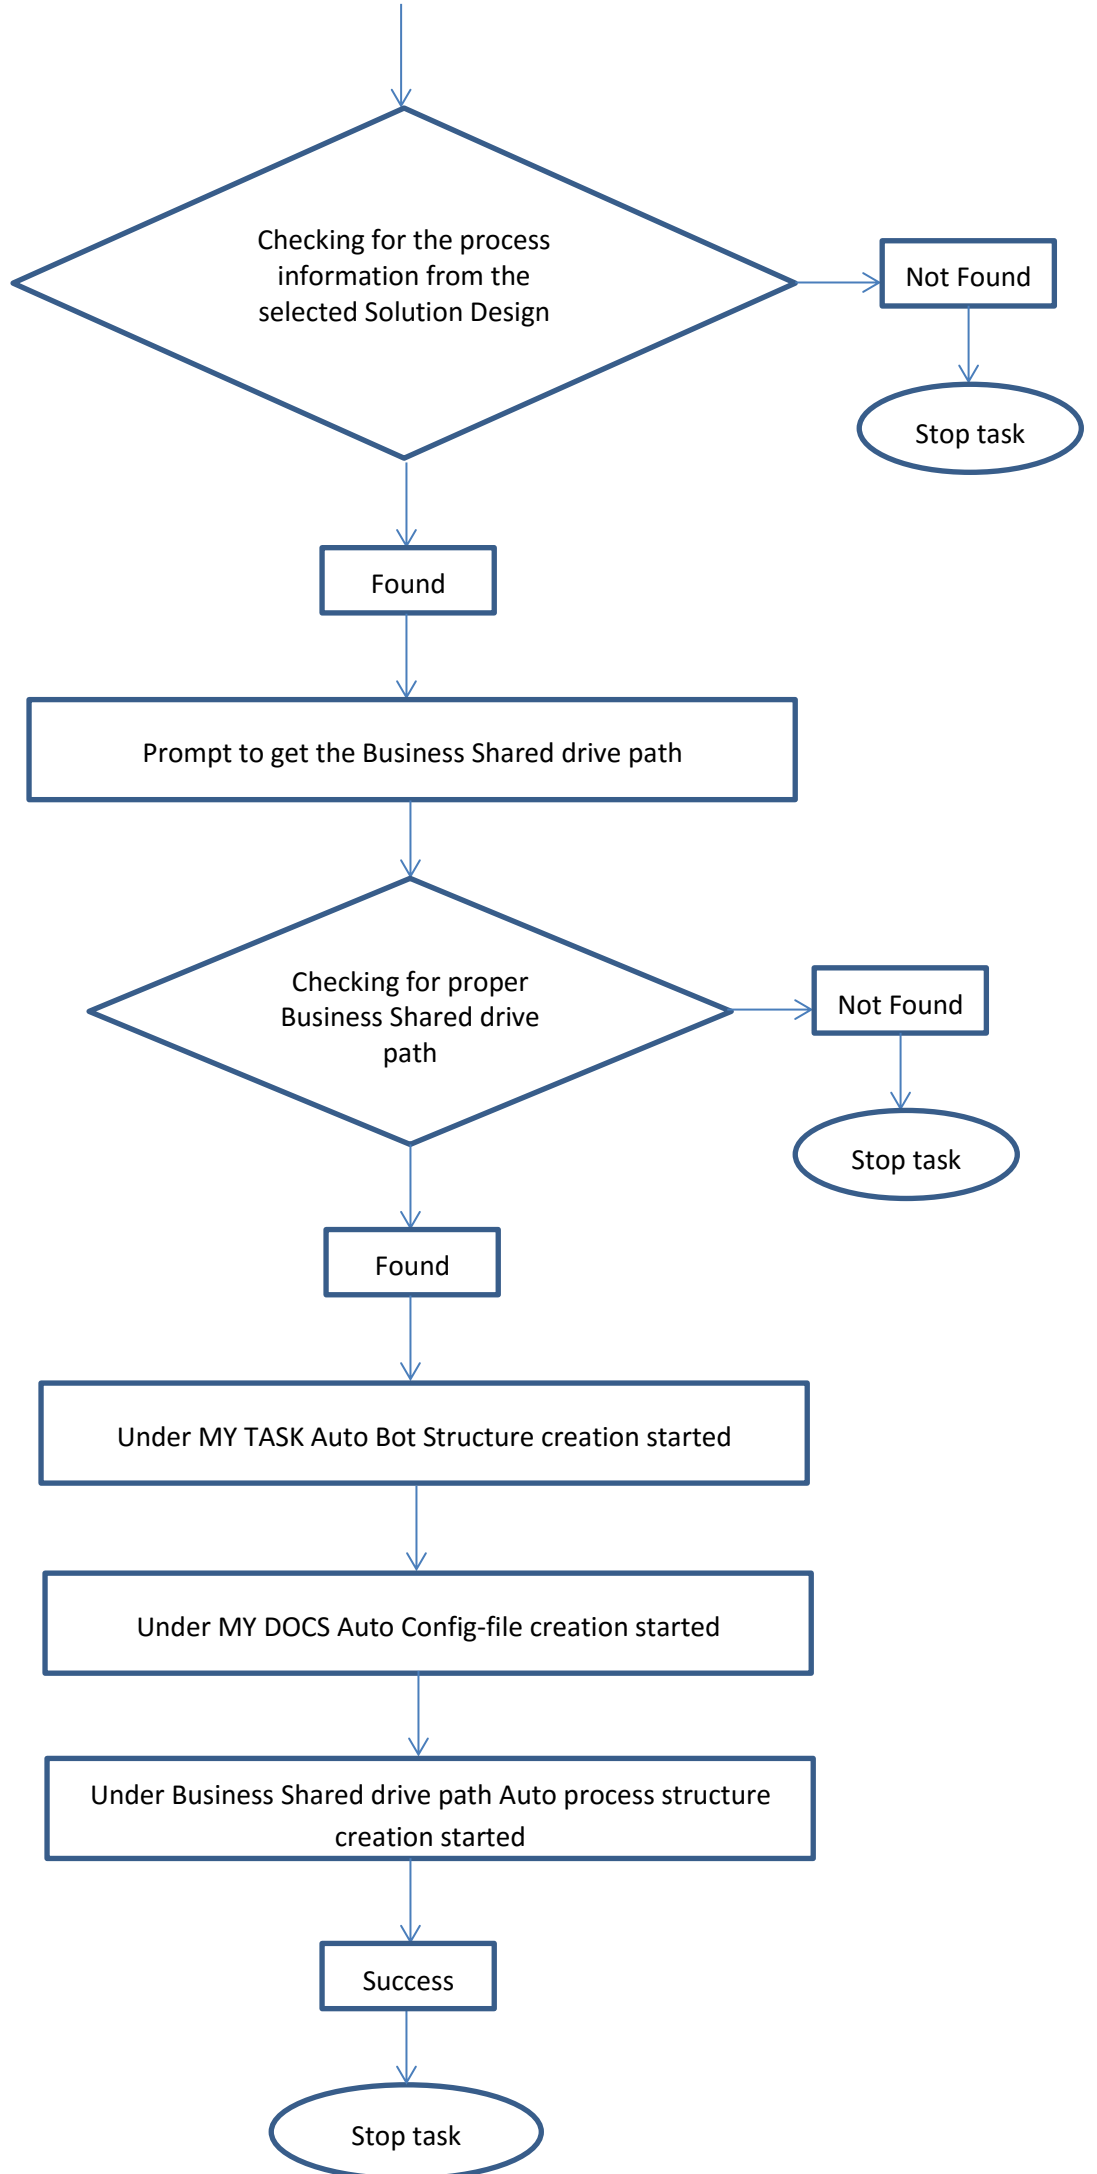 Checking for the process
information from the
selected Solution Design
Not Found
Stop task
Found
Prompt to get the Business Shared drive path
Checking for proper
Business Shared drive
path
Not Found
Stop task
Found
Under MY TASK Auto Bot Structure creation started
Under MY DOCS Auto Config-file creation started
Under Business Shared drive path Auto process structure
creation started
Success
Stop task